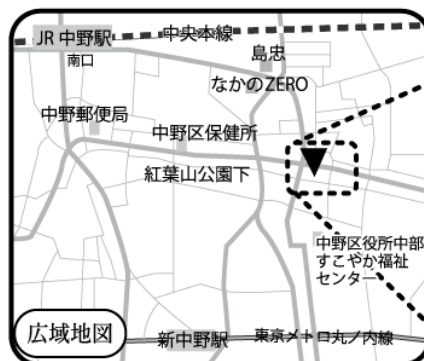 中央本線
JR 中野駅
南口
島忠
なかのZERO
中野郵便局
中野区保健所
紅葉山公園下
中野区役所中部
すこやか福祉
センター
広域地図
新中野駅
東京メトロ丸ノ内線